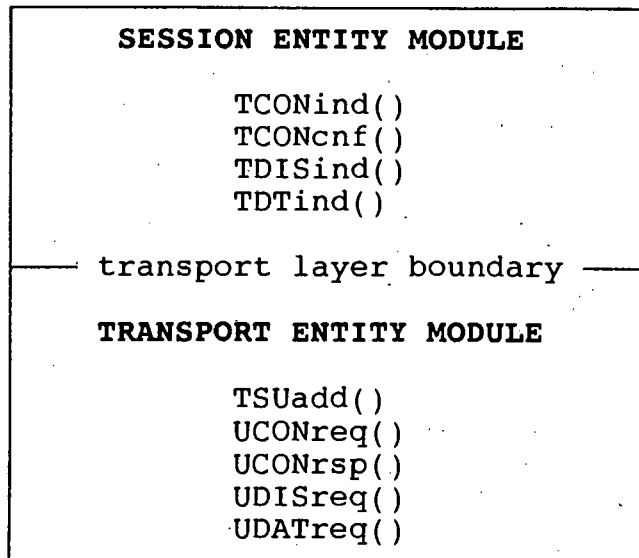 SESSION ENTITY MODULE
TCONind()
TCONcnf()
TDISind()
TDTind()
transport layer boundary
TRANSPORT ENTITY MODULE
TSUadd()
UCONreq()
UCONrsp()
UDISreq()
UDATreq()